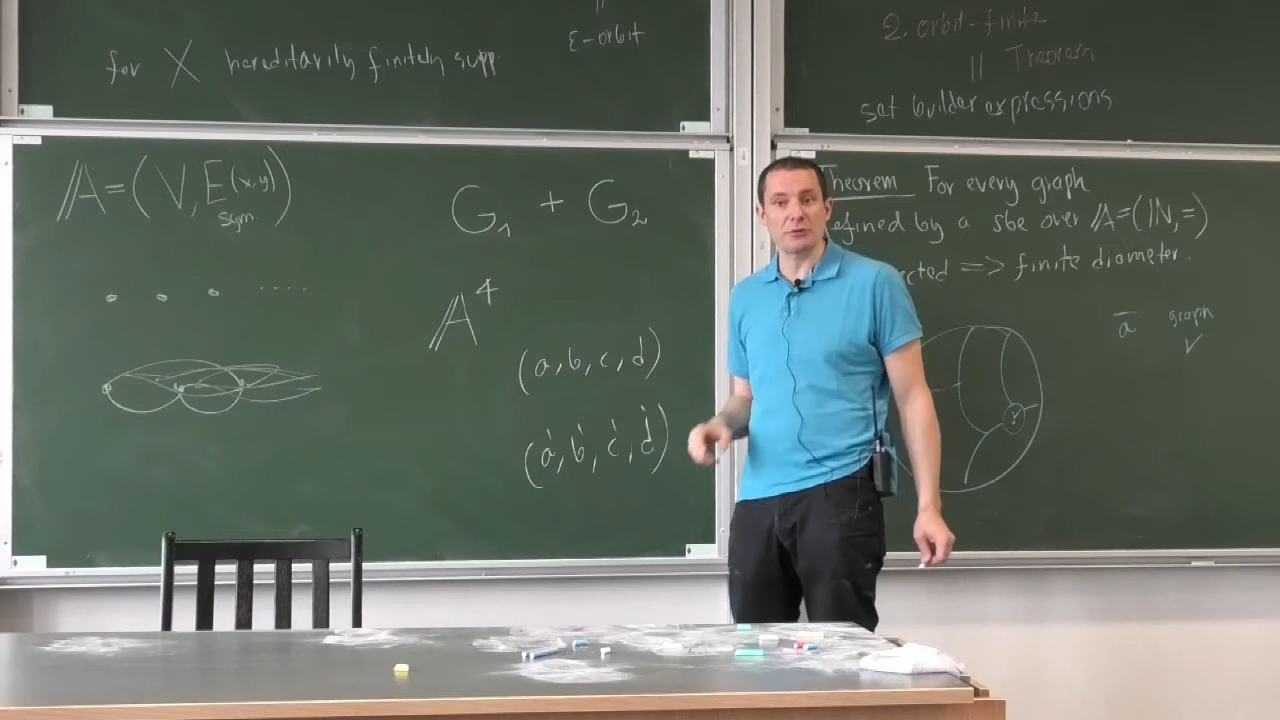 for X hereditarily finitely supp
||
ε-orbit
2. orbit-finite
|| Theorem
set builder expressions
𝔸=(V,E(x,y))
sym.
G₁ + G₂
𝔸⁴
(a,b,c,d)
(a',b',c',d')
Theorem For every graph
defined by a sbe over 𝔸=(ℕ,=)
ected => finite diameter.
ā graph
✓